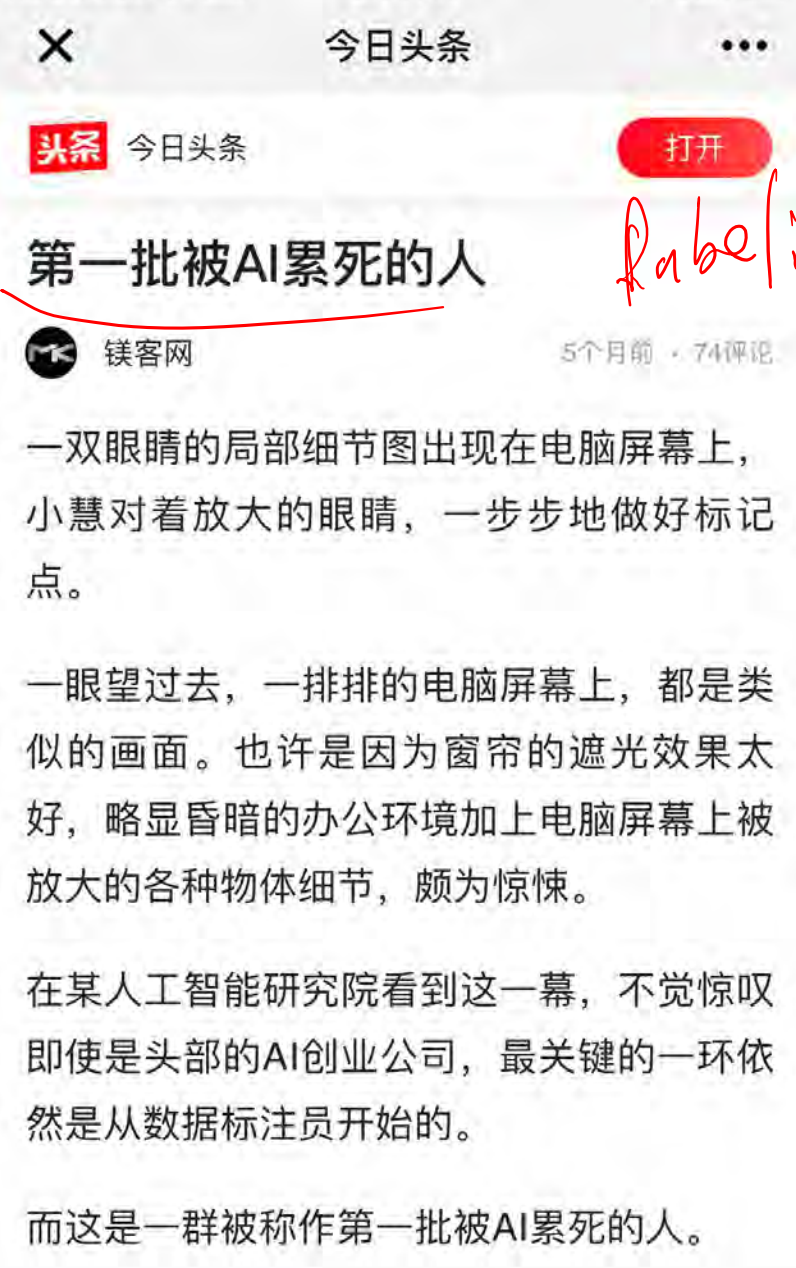 今日头条
头条 今日头条 打开
第一批被AI累死的人
MK 镁客网 5个月前 · 74评论
一双眼睛的局部细节图出现在电脑屏幕上，
小慧对着放大的眼睛，一步步地做好标记
点。
一眼望过去，一排排的电脑屏幕上，都是类
似的画面。也许是因为窗帘的遮光效果太
好，略显昏暗的办公环境加上电脑屏幕上被
放大的各种物体细节，颇为惊悚。
在某人工智能研究院看到这一幕，不觉惊叹
即使是头部的AI创业公司，最关键的一环依
然是从数据标注员开始的。
而这是一群被称作第一批被AI累死的人。